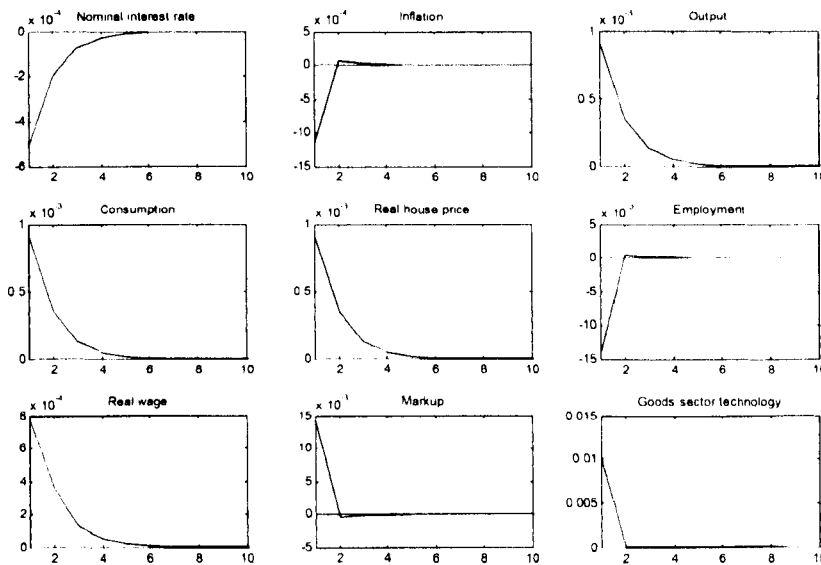 Nominal interest rate
x 10^-4
0
-2
-4
-6
2 4 6 8 10
Inflation
x 10^-4
5
0
-5
-10
-15
2 4 6 8 10
Output
x 10^-3
1
0 5
0
2 4 6 8 10
Consumption
x 10^-3
1
0 5
0
2 4 6 8 10
Real house price
x 10^-3
1
0 5
0
2 4 6 8 10
Employment
x 10^-3
5
0
-5
-10
-15
2 4 6 8 10
Real wage
x 10^-4
8
6
4
2
0
2 4 6 8 10
Markup
x 10^-3
15
10
5
0
-5
2 4 6 8 10
Goods sector technology
0 015
0 01
0 005
0
2 4 6 8 10